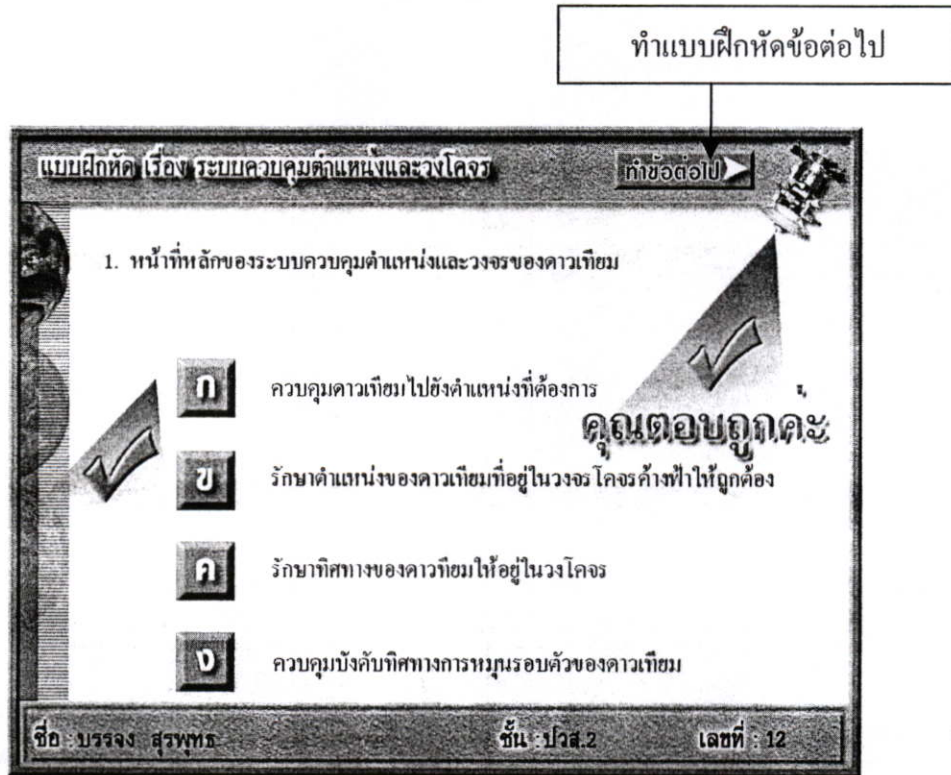 ทำแบบฝึกหัดข้อต่อไป
แบบฝึกหัด เรื่อง ระบบควบคุมตำแหน่งและวงโคจร
ทำข้อต่อไป
1. หน้าที่หลักของระบบควบคุมตำแหน่งและวงจรของดาวเทียม
ก ควบคุมดาวเทียมไปยังตำแหน่งที่ต้องการ
คุณตอบถูกค่ะ
ข รักษาตำแหน่งของดาวเทียมที่อยู่ในวงจรโคจรค้างฟ้าให้ถูกต้อง
ค รักษาทิศทางของดาวทียมให้อยู่ในวงโคจร
ง ควบคุมบังคับทิศทางการหมุนรอบตัวของดาวเทียม
ชื่อ : บรรจง สุรพุทธ ชั้น : ปวส.2 เลขที่ : 12